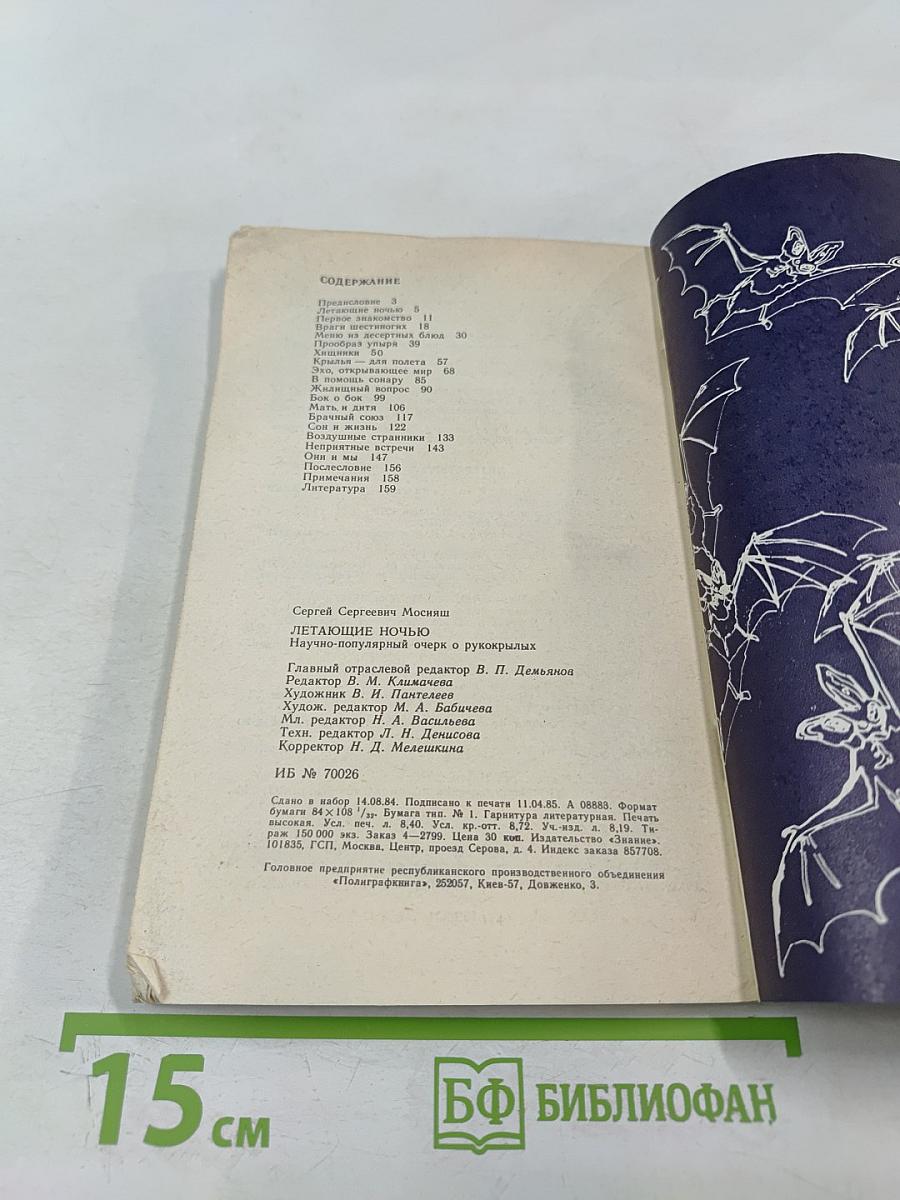 СОДЕРЖАНИЕ
Предисловие 3
Летающие ночью 5
Первое знакомство 11
Враги шестиногих 18
Меню из десертных блюд 30
Прообраз упыря 39
Хищники 50
Крылья — для полета 57
Эхо, открывающее мир 68
В помощь сонару 85
Жилищный вопрос 90
Бок о бок 99
Мать и дитя 106
Брачный союз 117
Сон и жизнь 122
Воздушные странники 133
Неприятные встречи 143
Они и мы 147
Послесловие 156
Примечания 158
Литература 159
Сергей Сергеевич Мосияш
ЛЕТАЮЩИЕ НОЧЬЮ
Научно-популярный очерк о рукокрылых
Главный отраслевой редактор В. П. Демьянов
Редактор В. М. Климачева
Художник В. И. Пантелеев
Худож. редактор М. А. Бабичева
Мл. редактор Н. А. Васильева
Техн. редактор Л. Н. Денисова
Корректор Н. Д. Мелешкина
ИБ № 70026
Сдано в набор 14.08.84. Подписано к печати 11.04.85. А 08883. Формат
бумаги 84×108 1/32. Бумага тип. № 1. Гарнитура литературная. Печать
высокая. Усл. печ. л. 8,40. Усл. кр.-отт. 8,72. Уч.-изд. л. 8,19. Ти-
раж 150 000 экз. Заказ 4—2799. Цена 30 коп. Издательство «Знание».
101835, ГСП, Москва, Центр, проезд Серова, д. 4. Индекс заказа 857708.
Головное предприятие республиканского производственного объединения
«Полиграфкнига», 252057, Киев-57, Довженко, 3.
15 см
БФ БИБЛИОФАН